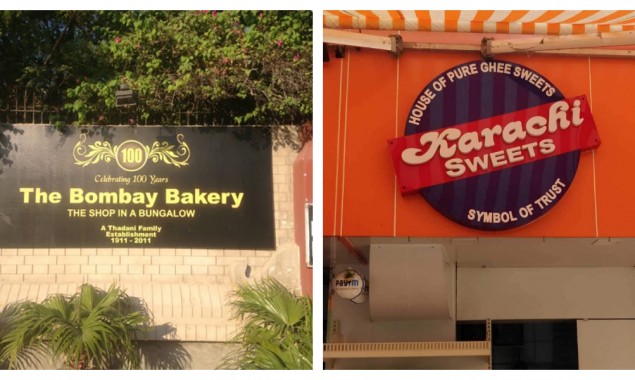 100
Celebrating 100 Years
The Bombay Bakery
THE SHOP IN A BUNGALOW
A Thadani Family
Establishment
1911 - 2011
HOUSE OF PURE GHEE SWEETS
Karachi
SWEETS
SYMBOL OF TRUST
PAYTM